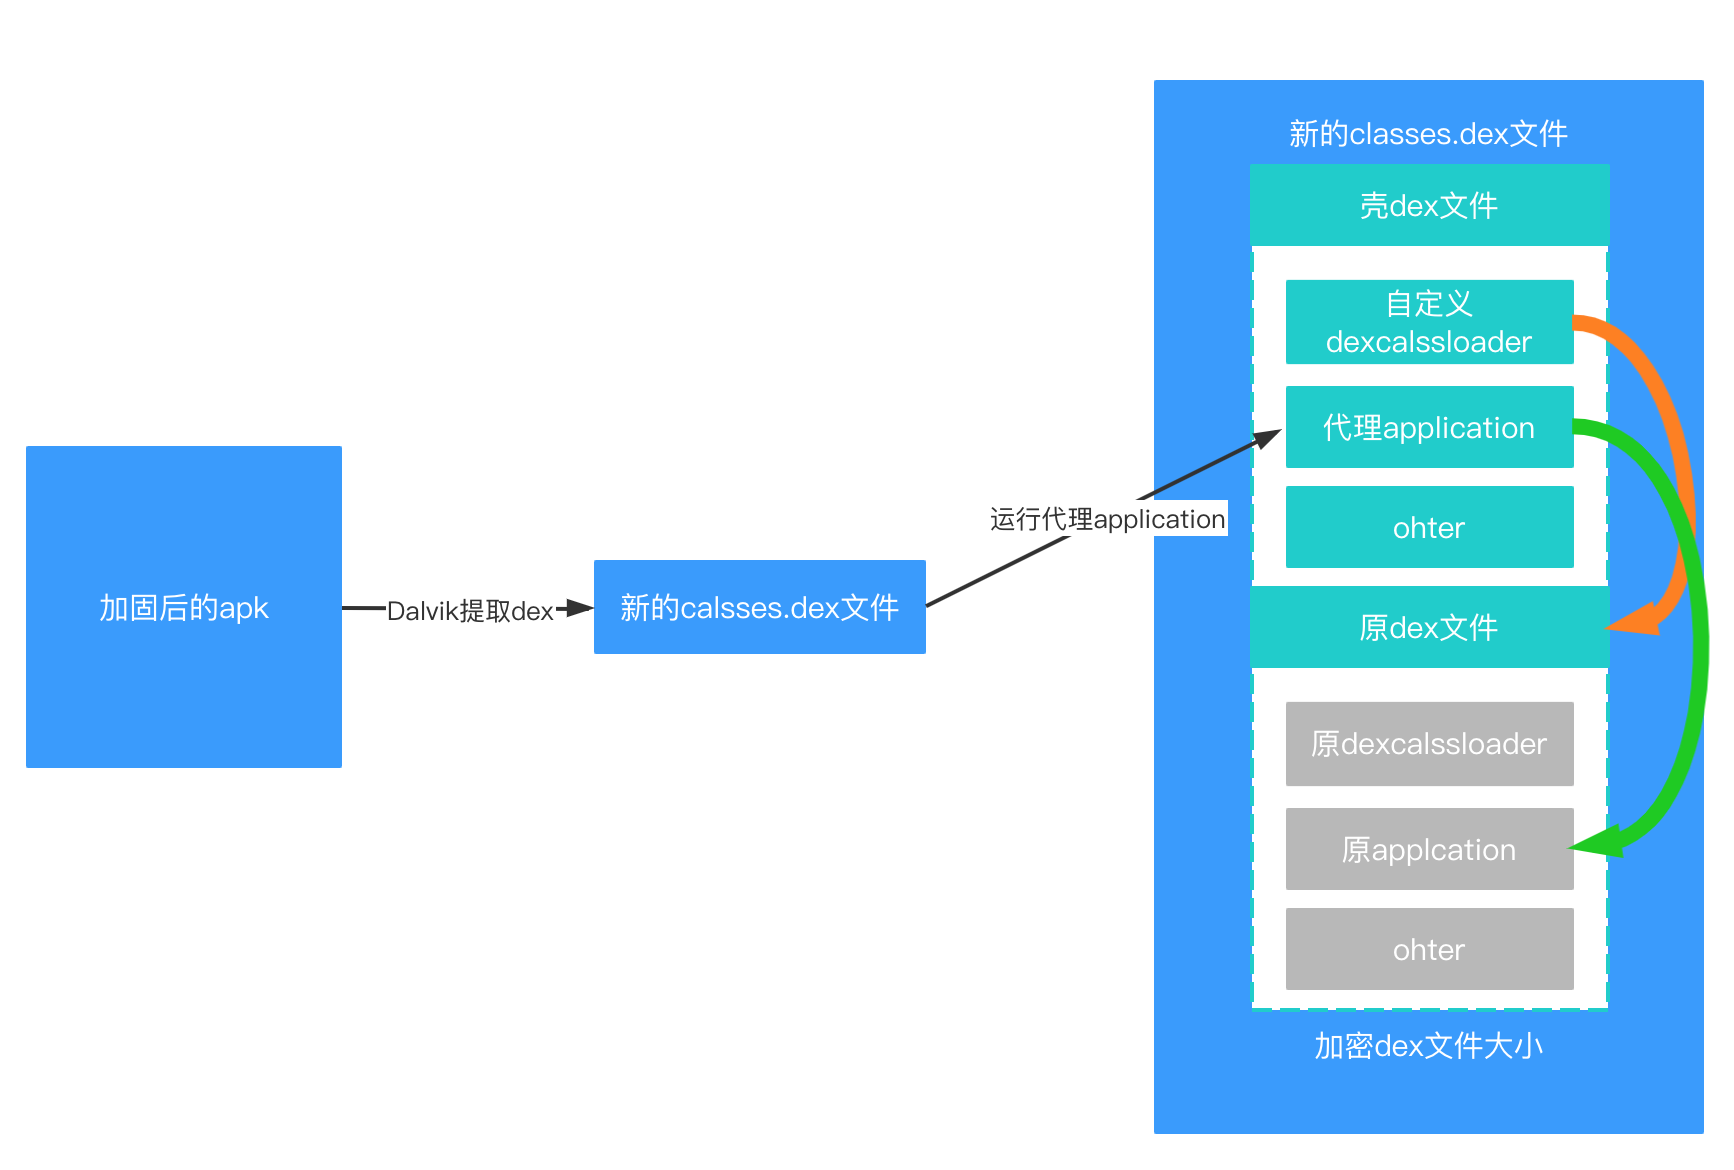 加固后的apk
Dalvik提取dex
新的calsses.dex文件
运行代理application
新的classes.dex文件
壳dex文件
自定义
dexcalssloader
代理application
ohter
原dex文件
原dexcalssloader
原applcation
ohter
加密dex文件大小